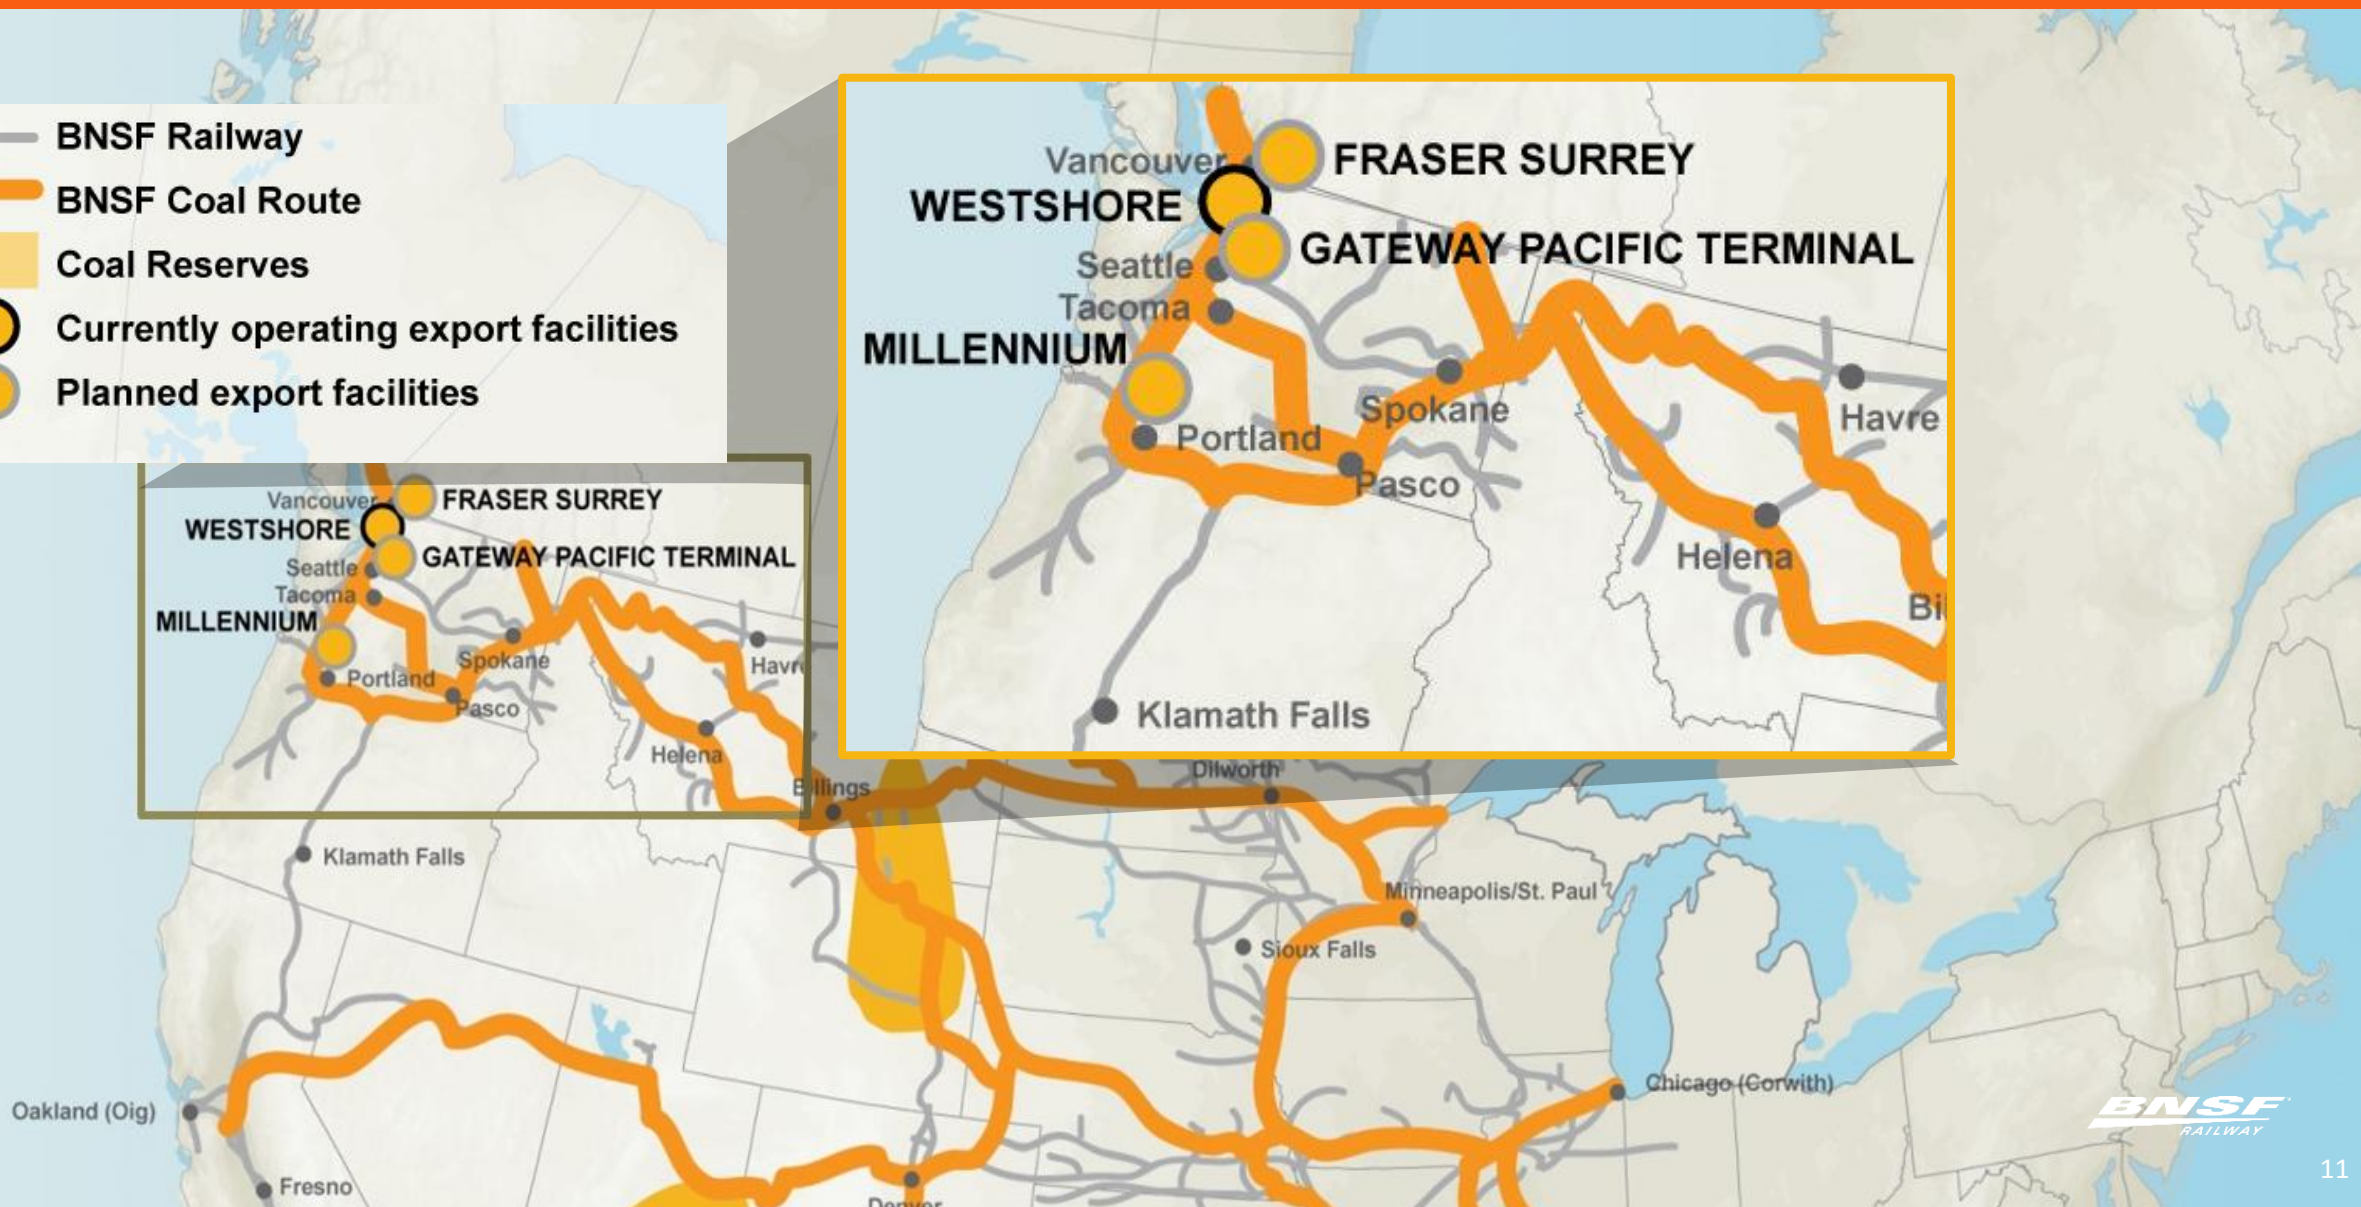 BNSF Railway
BNSF Coal Route
Coal Reserves
Currently operating export facilities
Planned export facilities
Vancouver
FRASER SURREY
WESTSHORE
GATEWAY PACIFIC TERMINAL
Seattle
Tacoma
MILLENNIUM
Spokane
Havre
Portland
Pasco
Helena
Bil
Klamath Falls
Vancouver
FRASER SURREY
WESTSHORE
GATEWAY PACIFIC TERMINAL
Seattle
Tacoma
MILLENNIUM
Spokane
Havre
Portland
Pasco
Helena
Billings
Dilworth
Klamath Falls
Minneapolis/St. Paul
Sioux Falls
Chicago (Corwith)
Oakland (Oig)
Fresno
Denver
BNSF
RAILWAY
11